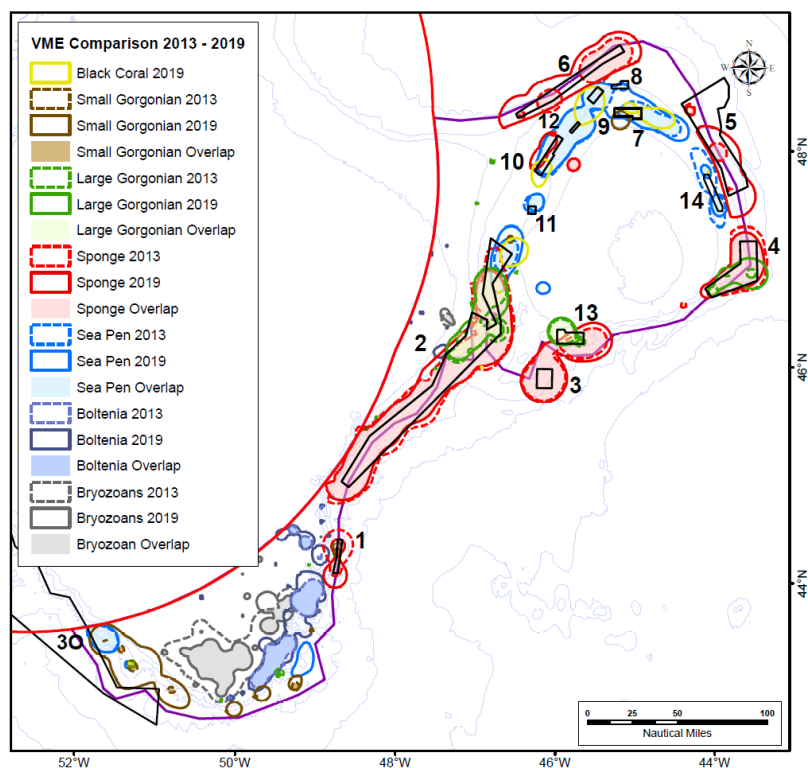 VME Comparison 2013 - 2019
Black Coral 2019
Small Gorgonian 2013
Small Gorgonian 2019
Small Gorgonian Overlap
Large Gorgonian 2013
Large Gorgonian 2019
Large Gorgonian Overlap
Sponge 2013
Sponge 2019
Sponge Overlap
Sea Pen 2013
Sea Pen 2019
Sea Pen Overlap
Boltenia 2013
Boltenia 2019
Boltenia Overlap
Bryozoans 2013
Bryozoans 2019
Bryozoan Overlap
N
W E
S
6
8
12
9
7
5
10
14
11
4
13
2
3
1
3O
48°N
46°N
44°N
0 25 50 100
Nautical Miles
52°W 50°W 48°W 46°W 44°W